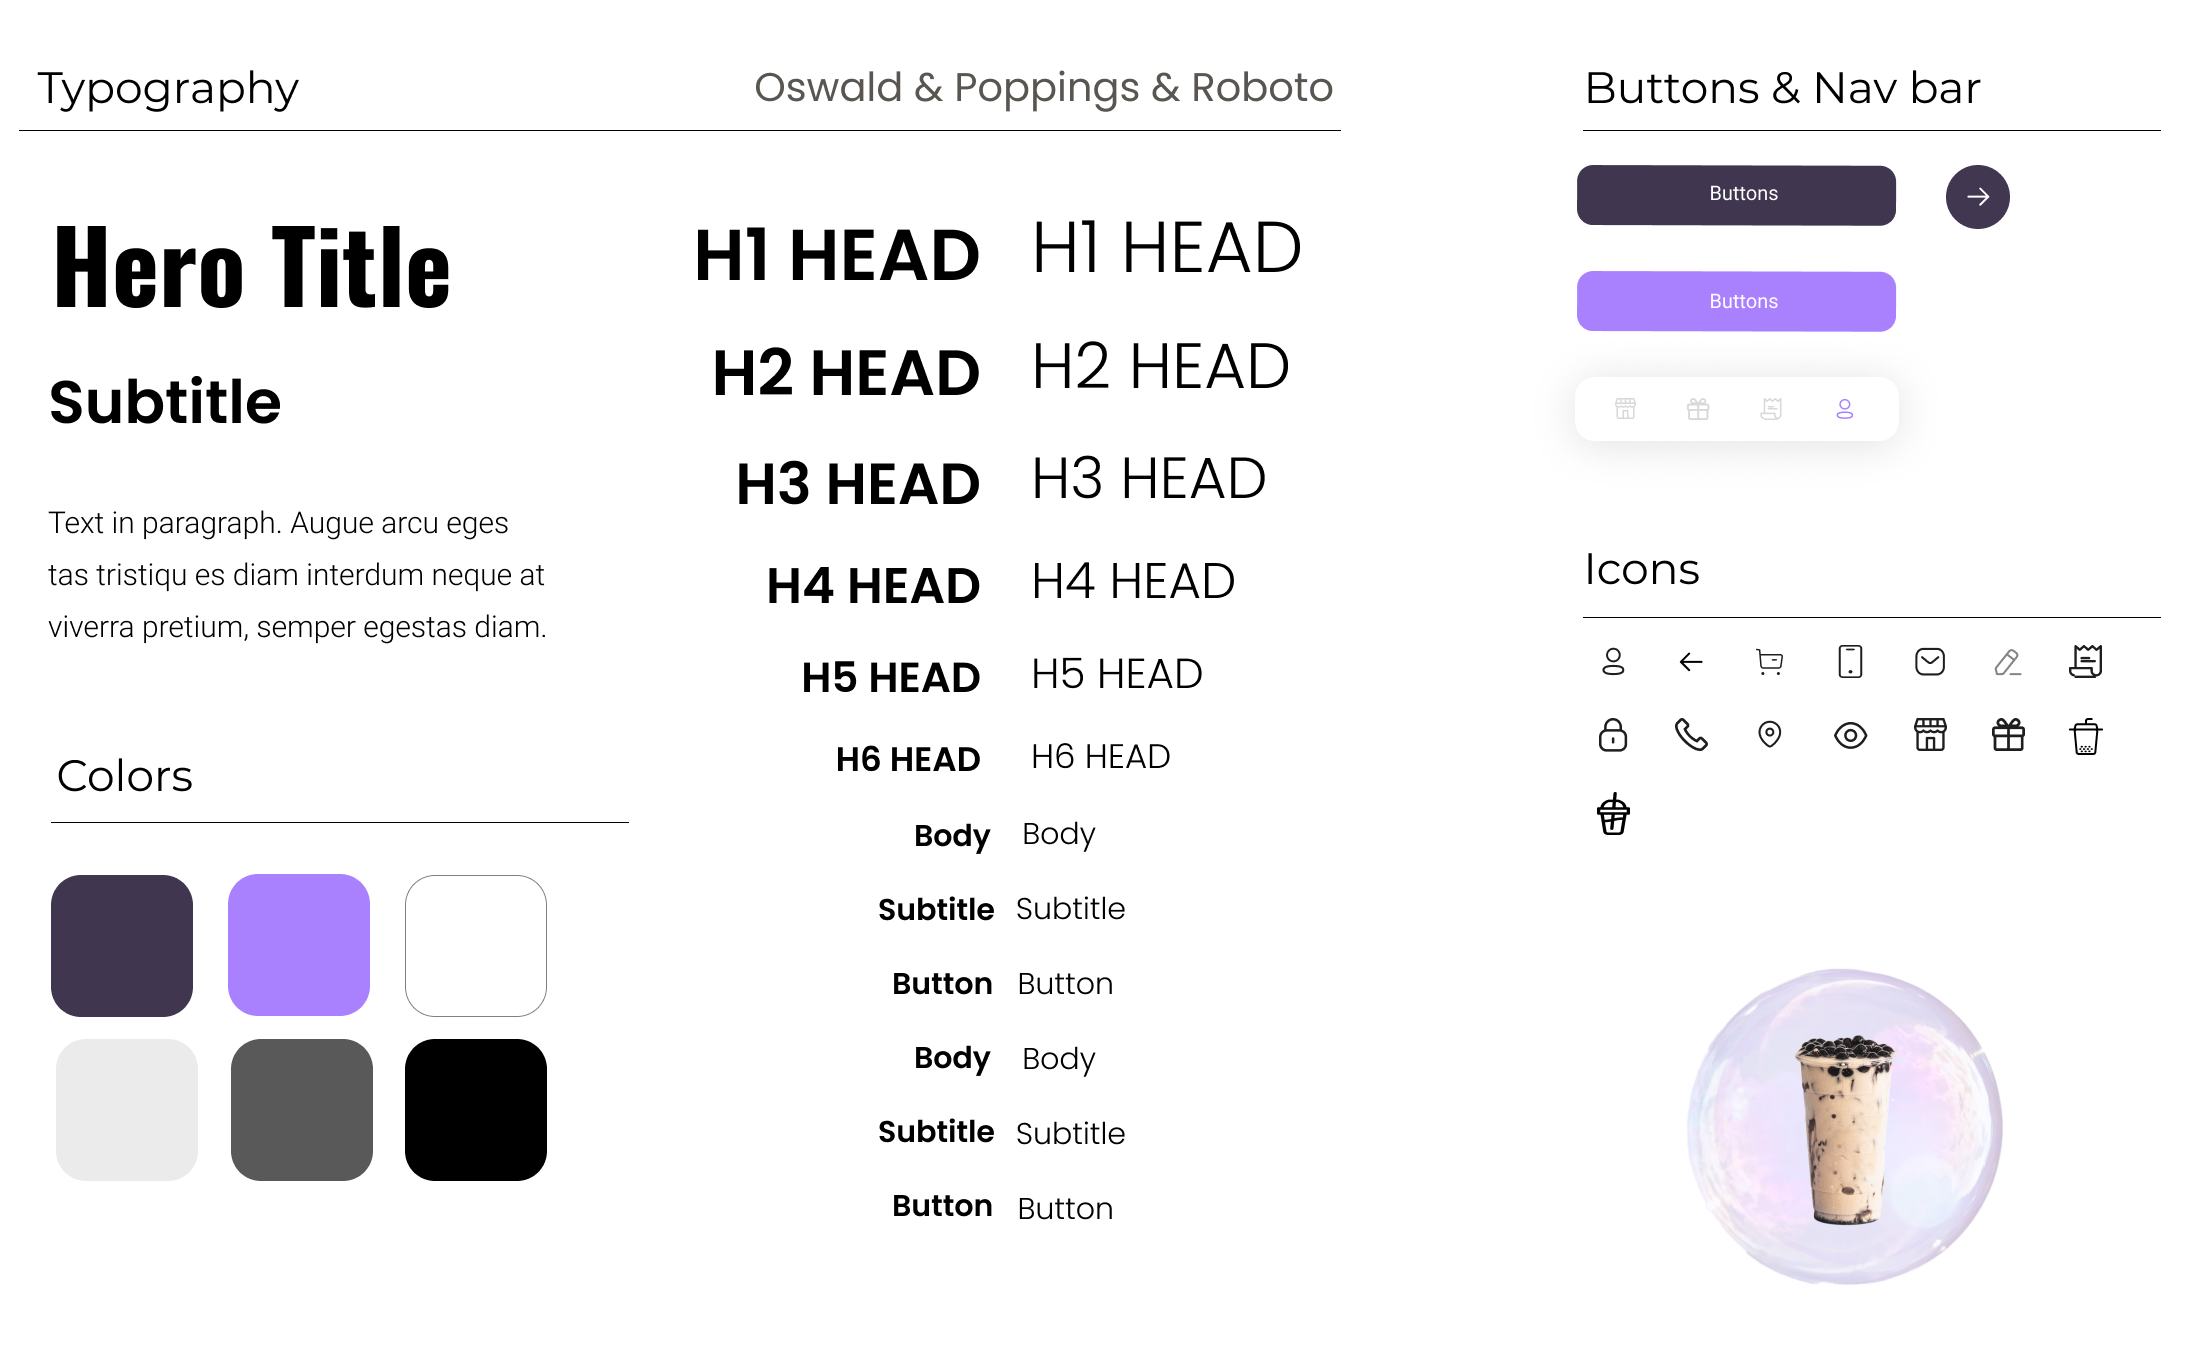 Typography
Oswald & Poppings & Roboto
Hero Title
Subtitle
Text in paragraph. Augue arcu eges
tas tristiqu es diam interdum neque at
viverra pretium, semper egestas diam.
Colors
H1 HEAD H1 HEAD
H2 HEAD H2 HEAD
H3 HEAD H3 HEAD
H4 HEAD H4 HEAD
H5 HEAD H5 HEAD
H6 HEAD H6 HEAD
Body Body
Subtitle Subtitle
Button Button
Body Body
Subtitle Subtitle
Button Button
Buttons & Nav bar
Buttons
Buttons
Icons